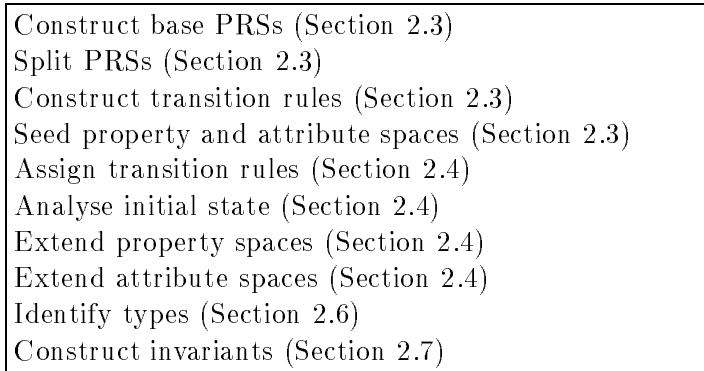 Construct base PRSs (Section 2.3)
Split PRSs (Section 2.3)
Construct transition rules (Section 2.3)
Seed property and attribute spaces (Section 2.3)
Assign transition rules (Section 2.4)
Analyse initial state (Section 2.4)
Extend property spaces (Section 2.4)
Extend attribute spaces (Section 2.4)
Identify types (Section 2.6)
Construct invariants (Section 2.7)